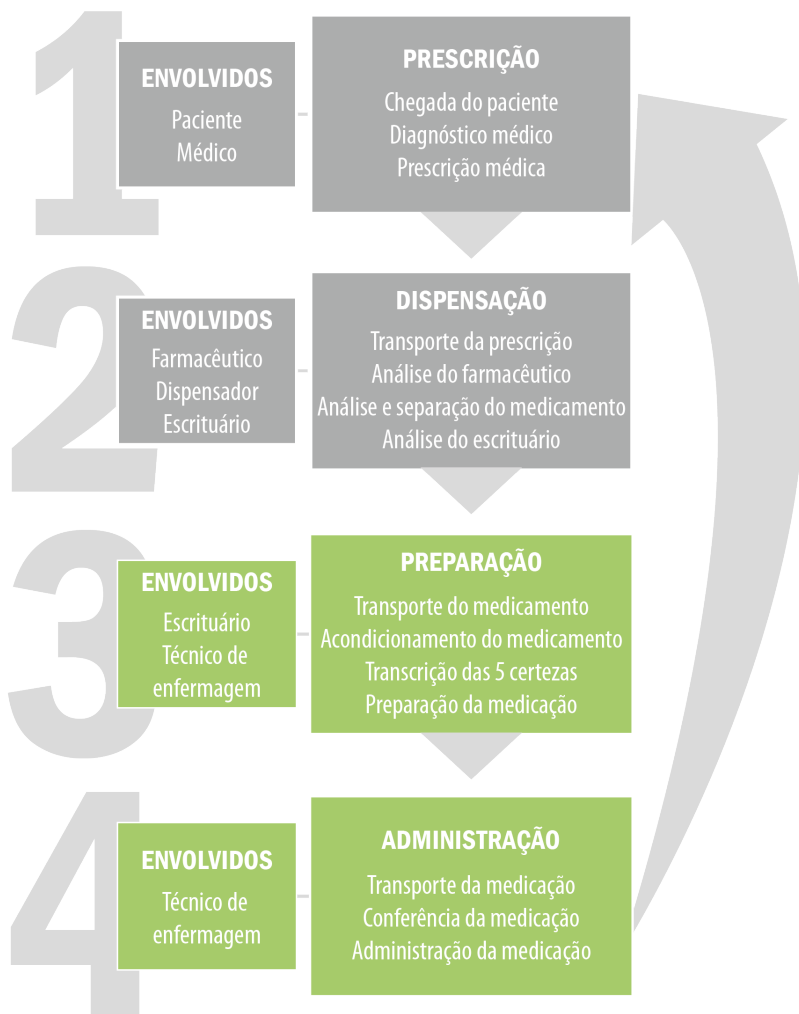 1
ENVOLVIDOS
Paciente
Médico
PRESCRIÇÃO
Chegada do paciente
Diagnóstico médico
Prescrição médica
2
ENVOLVIDOS
Farmacêutico
Dispensador
Escrituário
DISPENSAÇÃO
Transporte da prescrição
Análise do farmacêutico
Análise e separação do medicamento
Análise do escrituário
3
ENVOLVIDOS
Escrituário
Técnico de
enfermagem
PREPARAÇÃO
Transporte do medicamento
Acondicionamento do medicamento
Transcrição das 5 certezas
Preparação da medicação
4
ENVOLVIDOS
Técnico de
enfermagem
ADMINISTRAÇÃO
Transporte da medicação
Conferência da medicação
Administração da medicação